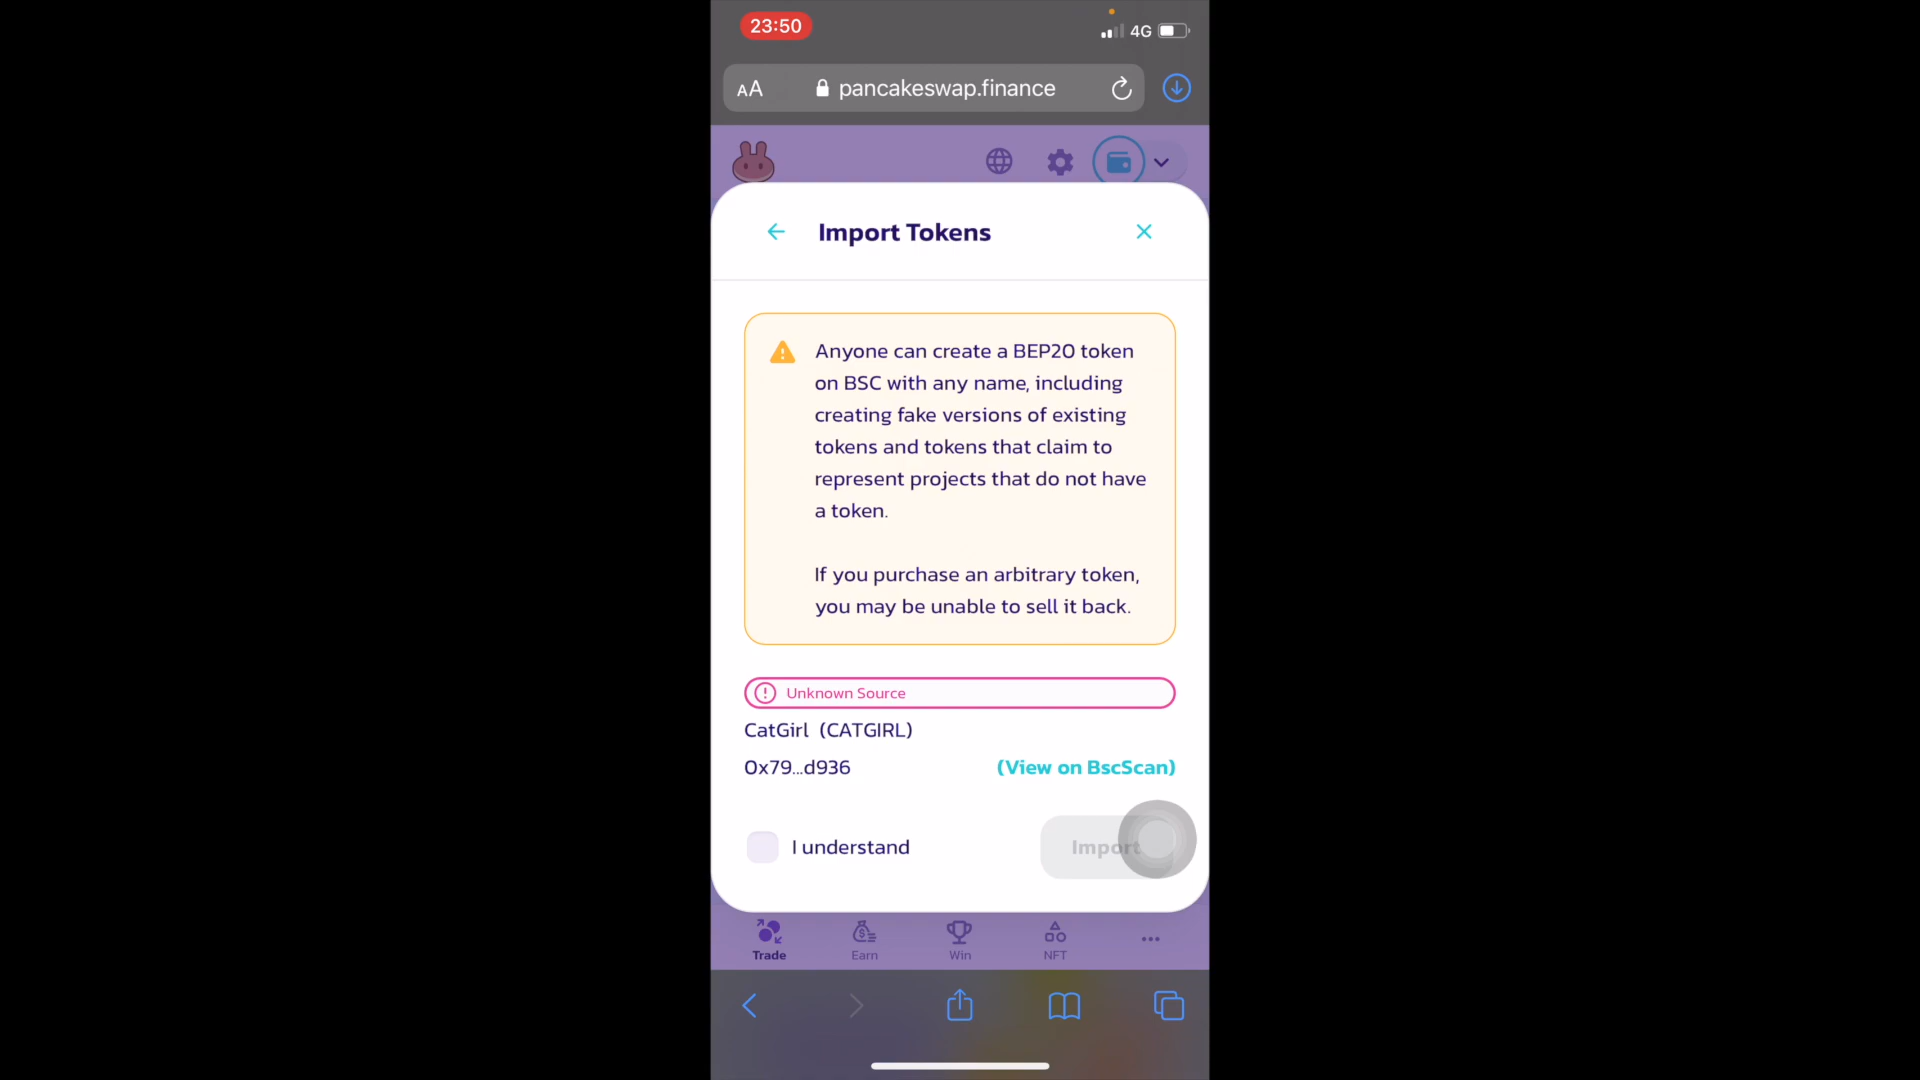 23:50
4G
AA
pancakeswap.finance
Import Tokens
Anyone can create a BEP20 token
on BSC with any name, including
creating fake versions of existing
tokens and tokens that claim to
represent projects that do not have
a token.
If you purchase an arbitrary token,
you may be unable to sell it back.
Unknown Source
CatGirl (CATGIRL)
0x79...d936
(View on BscScan)
I understand
Import
Trade
Earn
Win
NFT